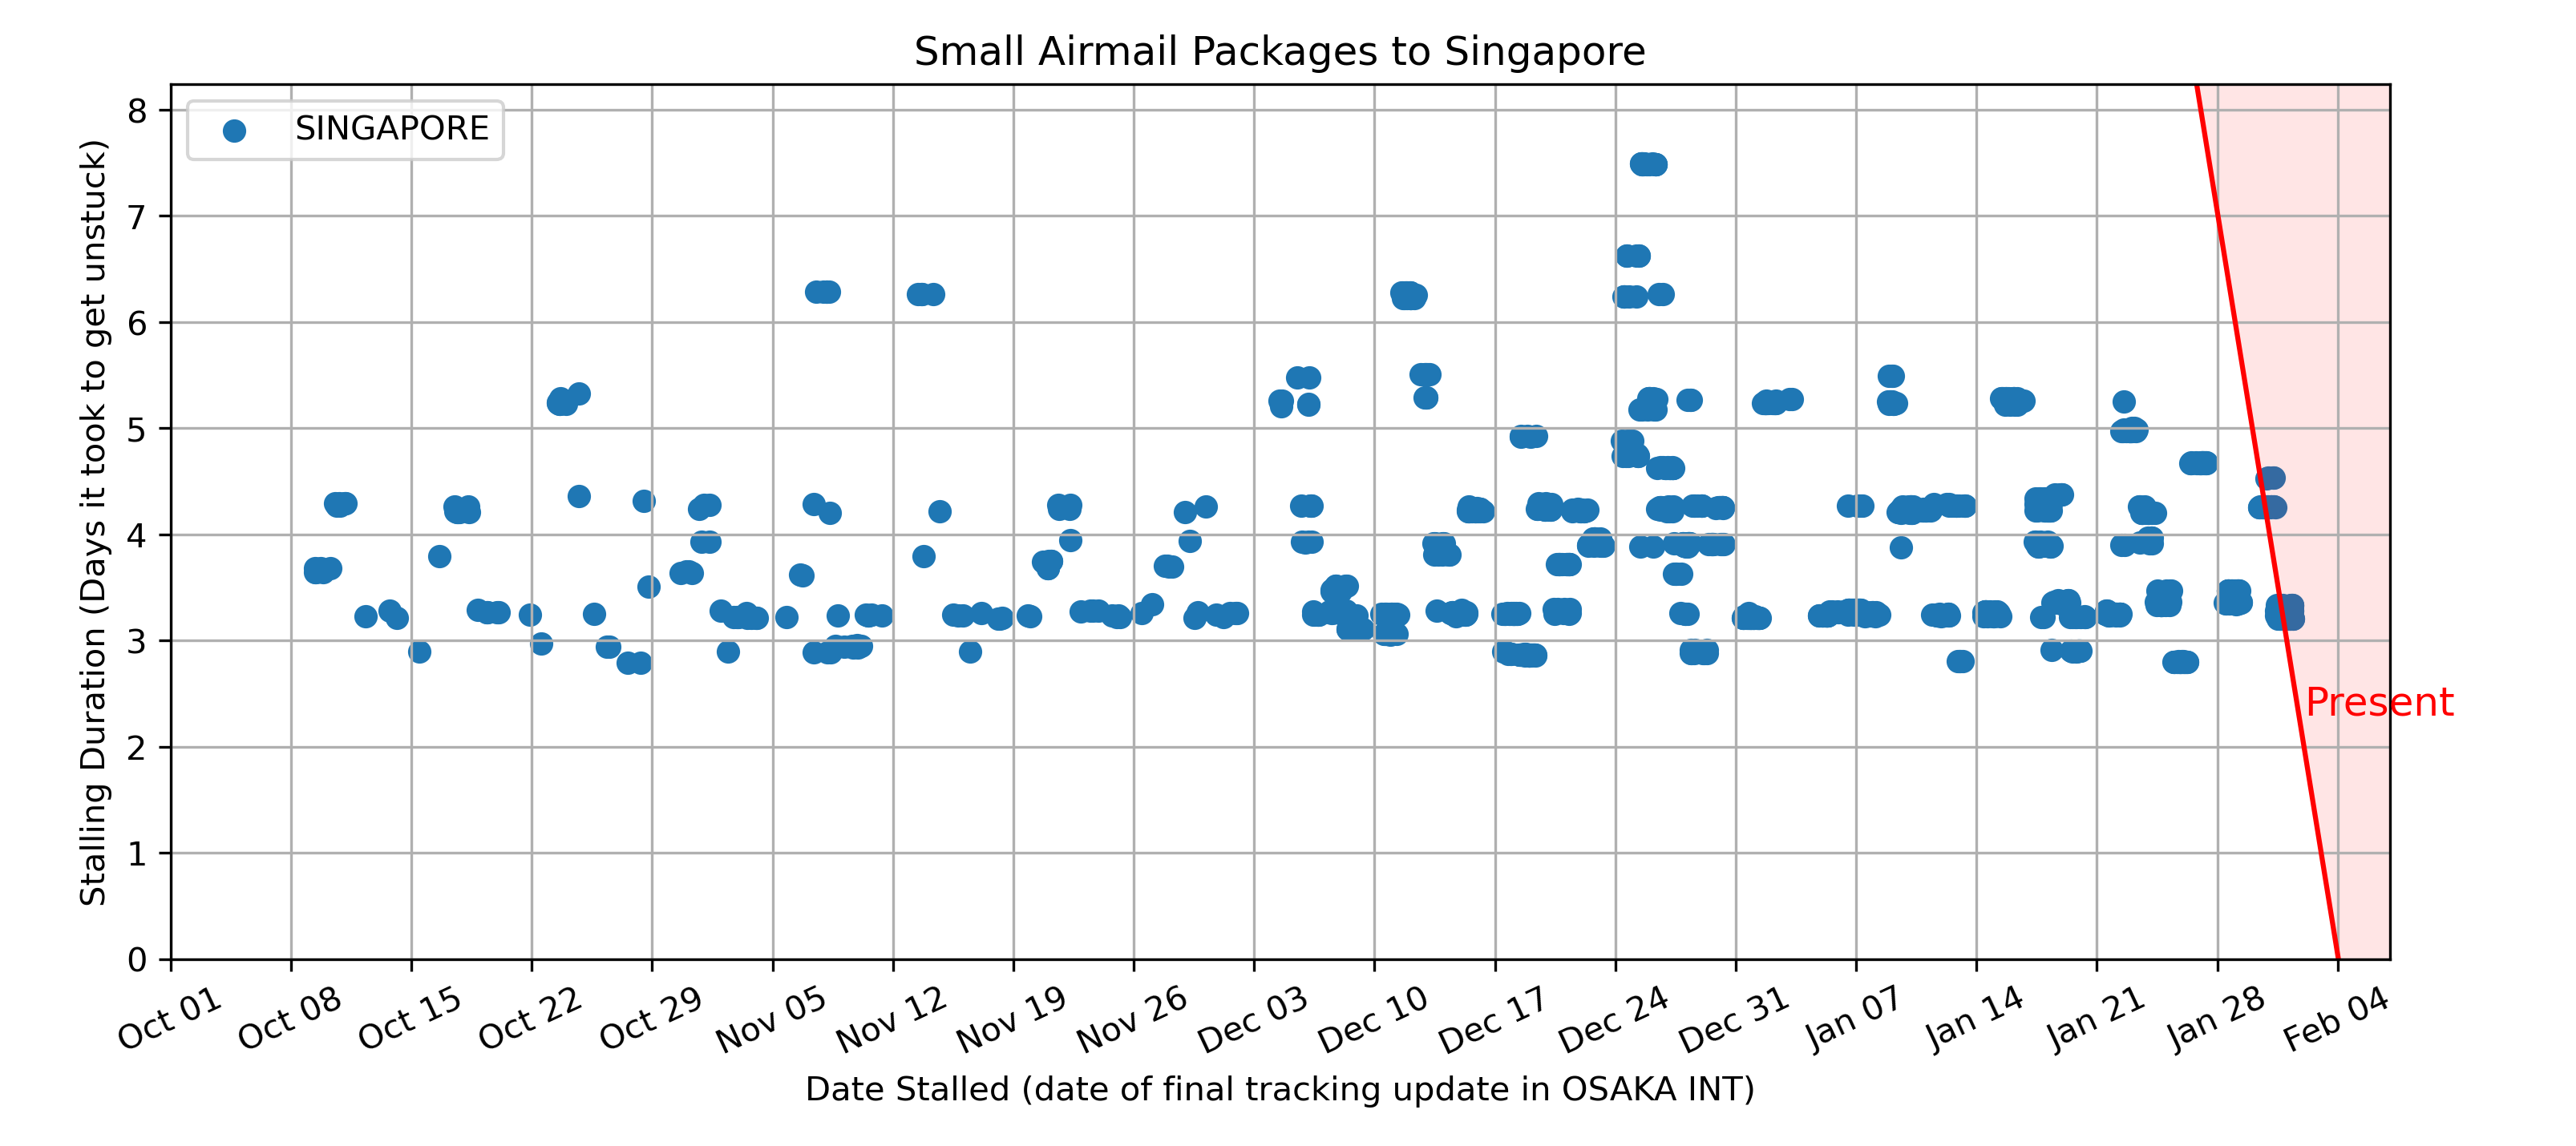 Small Airmail Packages to Singapore
SINGAPORE
Stalling Duration (Days it took to get unstuck)
8
7
6
5
4
3
2
1
0
Present
Oct 01 Oct 08 Oct 15 Oct 22 Oct 29 Nov 05 Nov 12 Nov 19 Nov 26 Dec 03 Dec 10 Dec 17 Dec 24 Dec 31 Jan 07 Jan 14 Jan 21 Jan 28 Feb 04
Date Stalled (date of final tracking update in OSAKA INT)